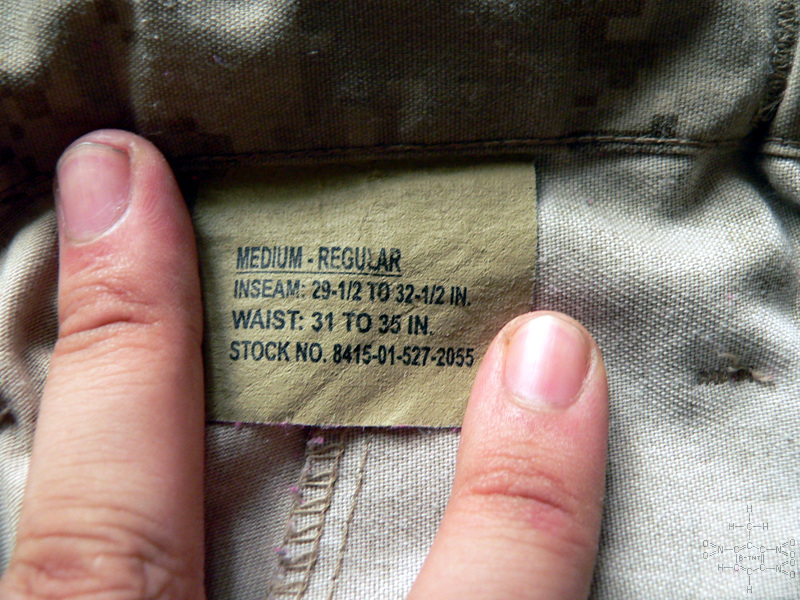 MEDIUM - REGULAR
INSEAM: 29-1/2 TO 32-1/2 IN.
WAIST: 31 TO 35 IN.
STOCK NO. 8415-01-527-2055